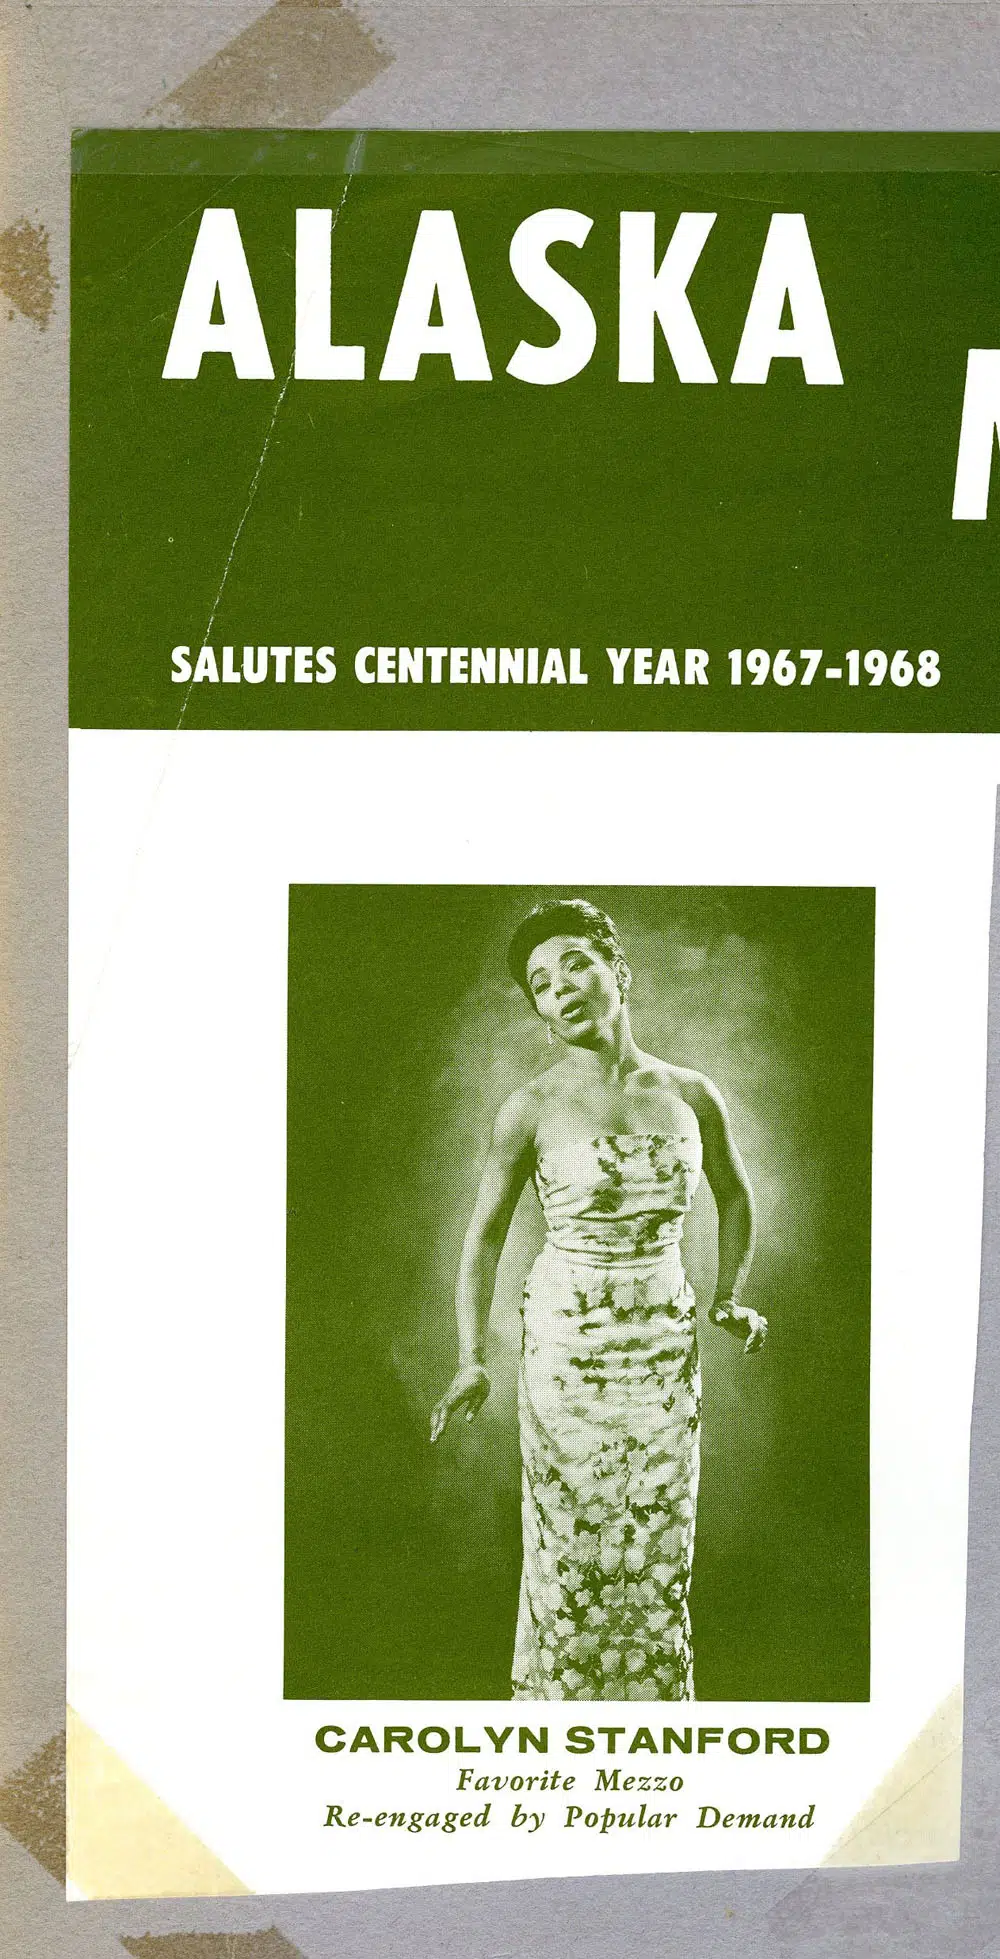 ALASKA
SALUTES CENTENNIAL YEAR 1967-1968
CAROLYN STANFORD
Favorite Mezzo
Re-engaged by Popular Demand